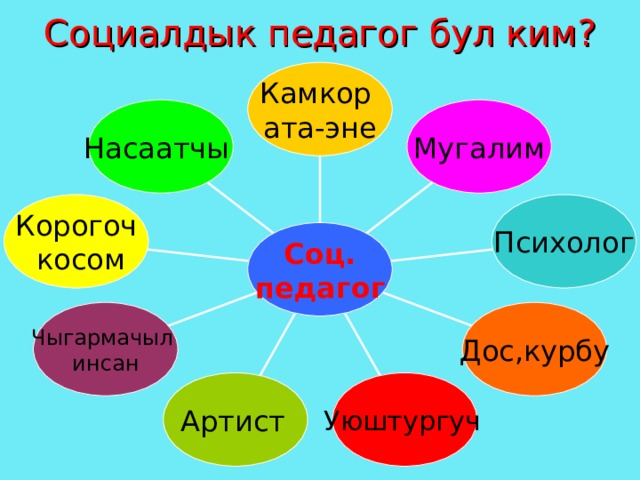 Социалдык педагог бул ким?
Камкор
ата-эне
Насаатчы
Мугалим
Корогоч
косом
Психолог
Соц.
педагог
Чыгармачыл
инсан
Дос,курбу
Артист
Уюштургуч